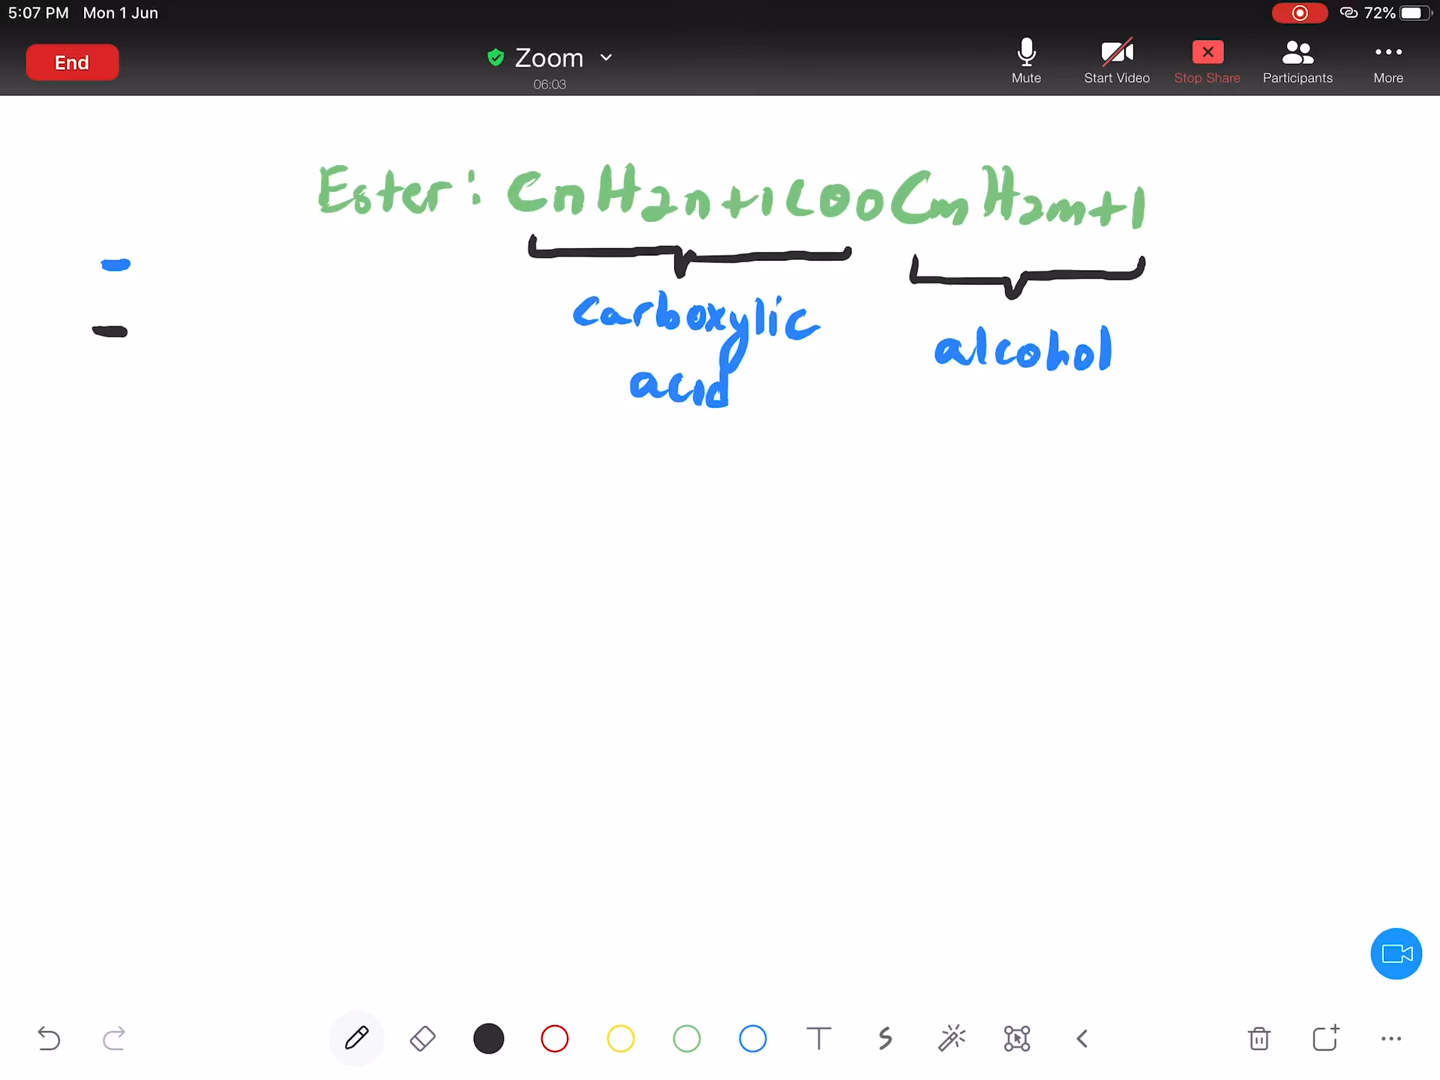 5:07 PM Mon 1 Jun 72%
End Zoom Mute Start Video Stop Share Participants More
06:03
Ester: CnH2n+1COOCmH2m+1
carboxylic alcohol
acid
T